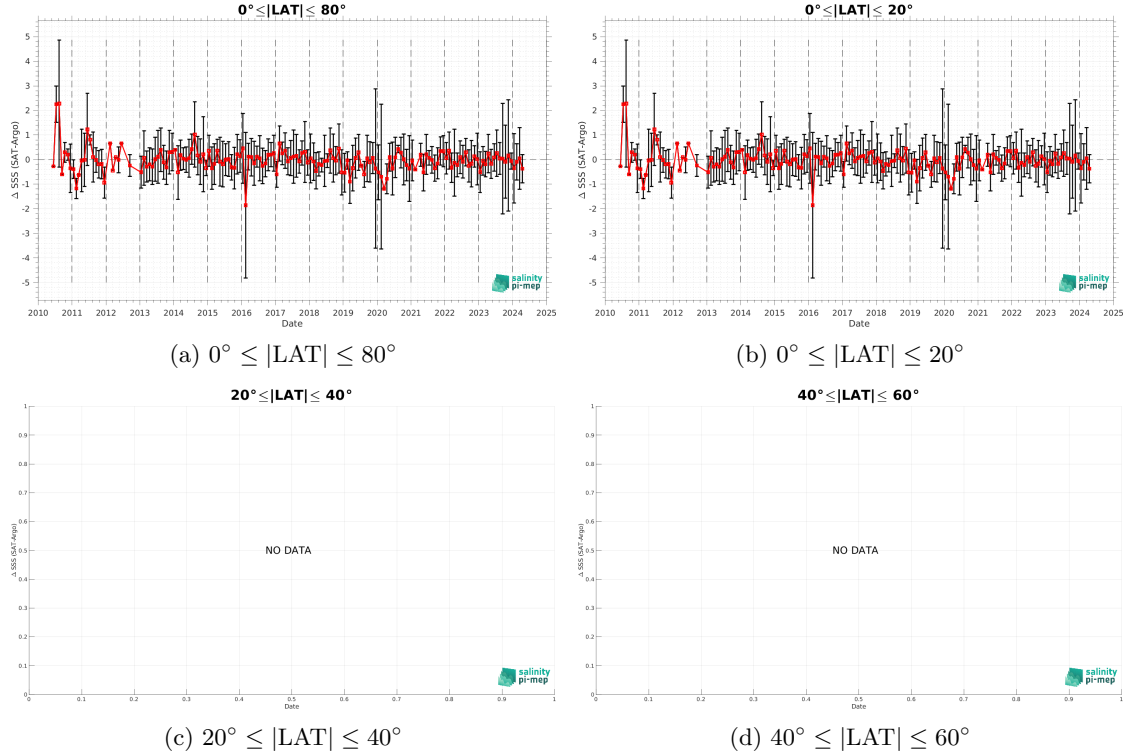 0°≤|LAT|≤ 80°
Δ SSS (SAT-Argo)
5
4
3
2
1
0
-1
-2
-3
-4
-5
2010 2011 2012 2013 2014 2015 2016 2017 2018 2019 2020 2021 2022 2023 2024 2025
Date
salinity
pi-mep
(a) 0° ≤ |LAT| ≤ 80°
0°≤|LAT|≤ 20°
Δ SSS (SAT-Argo)
5
4
3
2
1
0
-1
-2
-3
-4
-5
2010 2011 2012 2013 2014 2015 2016 2017 2018 2019 2020 2021 2022 2023 2024 2025
Date
salinity
pi-mep
(b) 0° ≤ |LAT| ≤ 20°
20°≤|LAT|≤ 40°
Δ SSS (SAT-Argo)
1
0.9
0.8
0.7
0.6
0.5
0.4
0.3
0.2
0.1
0
NO DATA
0 0.1 0.2 0.3 0.4 0.5 0.6 0.7 0.8 0.9 1
Date
salinity
pi-mep
(c) 20° ≤ |LAT| ≤ 40°
40°≤|LAT|≤ 60°
Δ SSS (SAT-Argo)
1
0.9
0.8
0.7
0.6
0.5
0.4
0.3
0.2
0.1
0
NO DATA
0 0.1 0.2 0.3 0.4 0.5 0.6 0.7 0.8 0.9 1
Date
salinity
pi-mep
(d) 40° ≤ |LAT| ≤ 60°